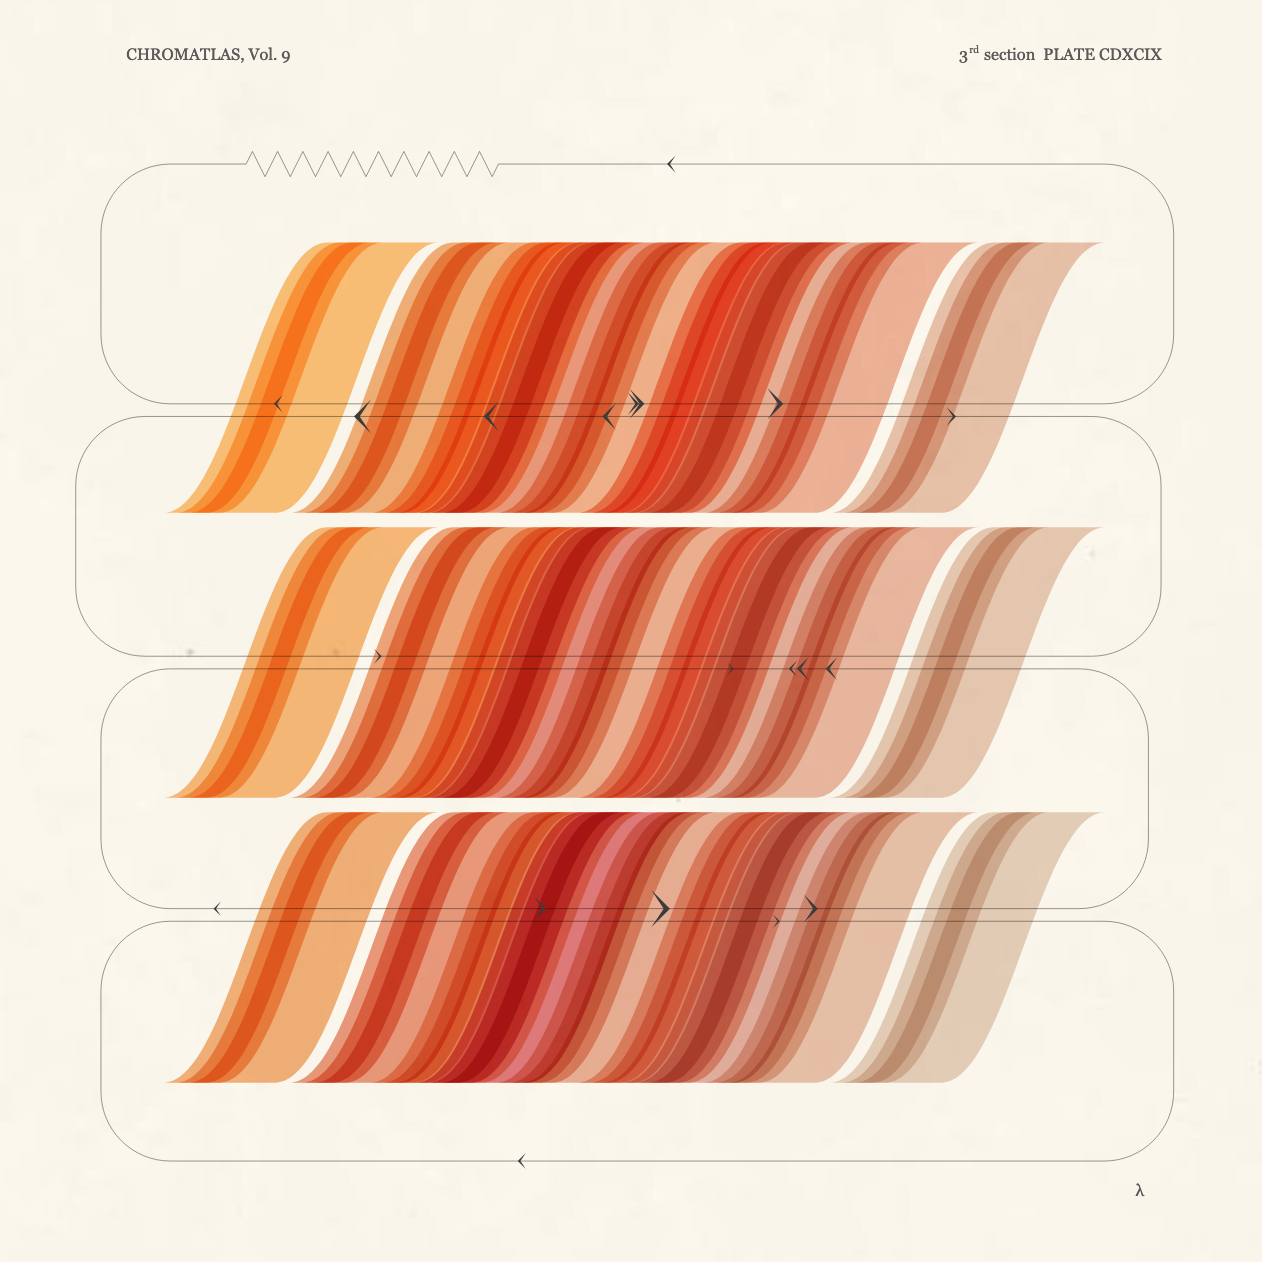 CHROMATLAS, Vol. 9
3rd section PLATE CDXCIX
λ